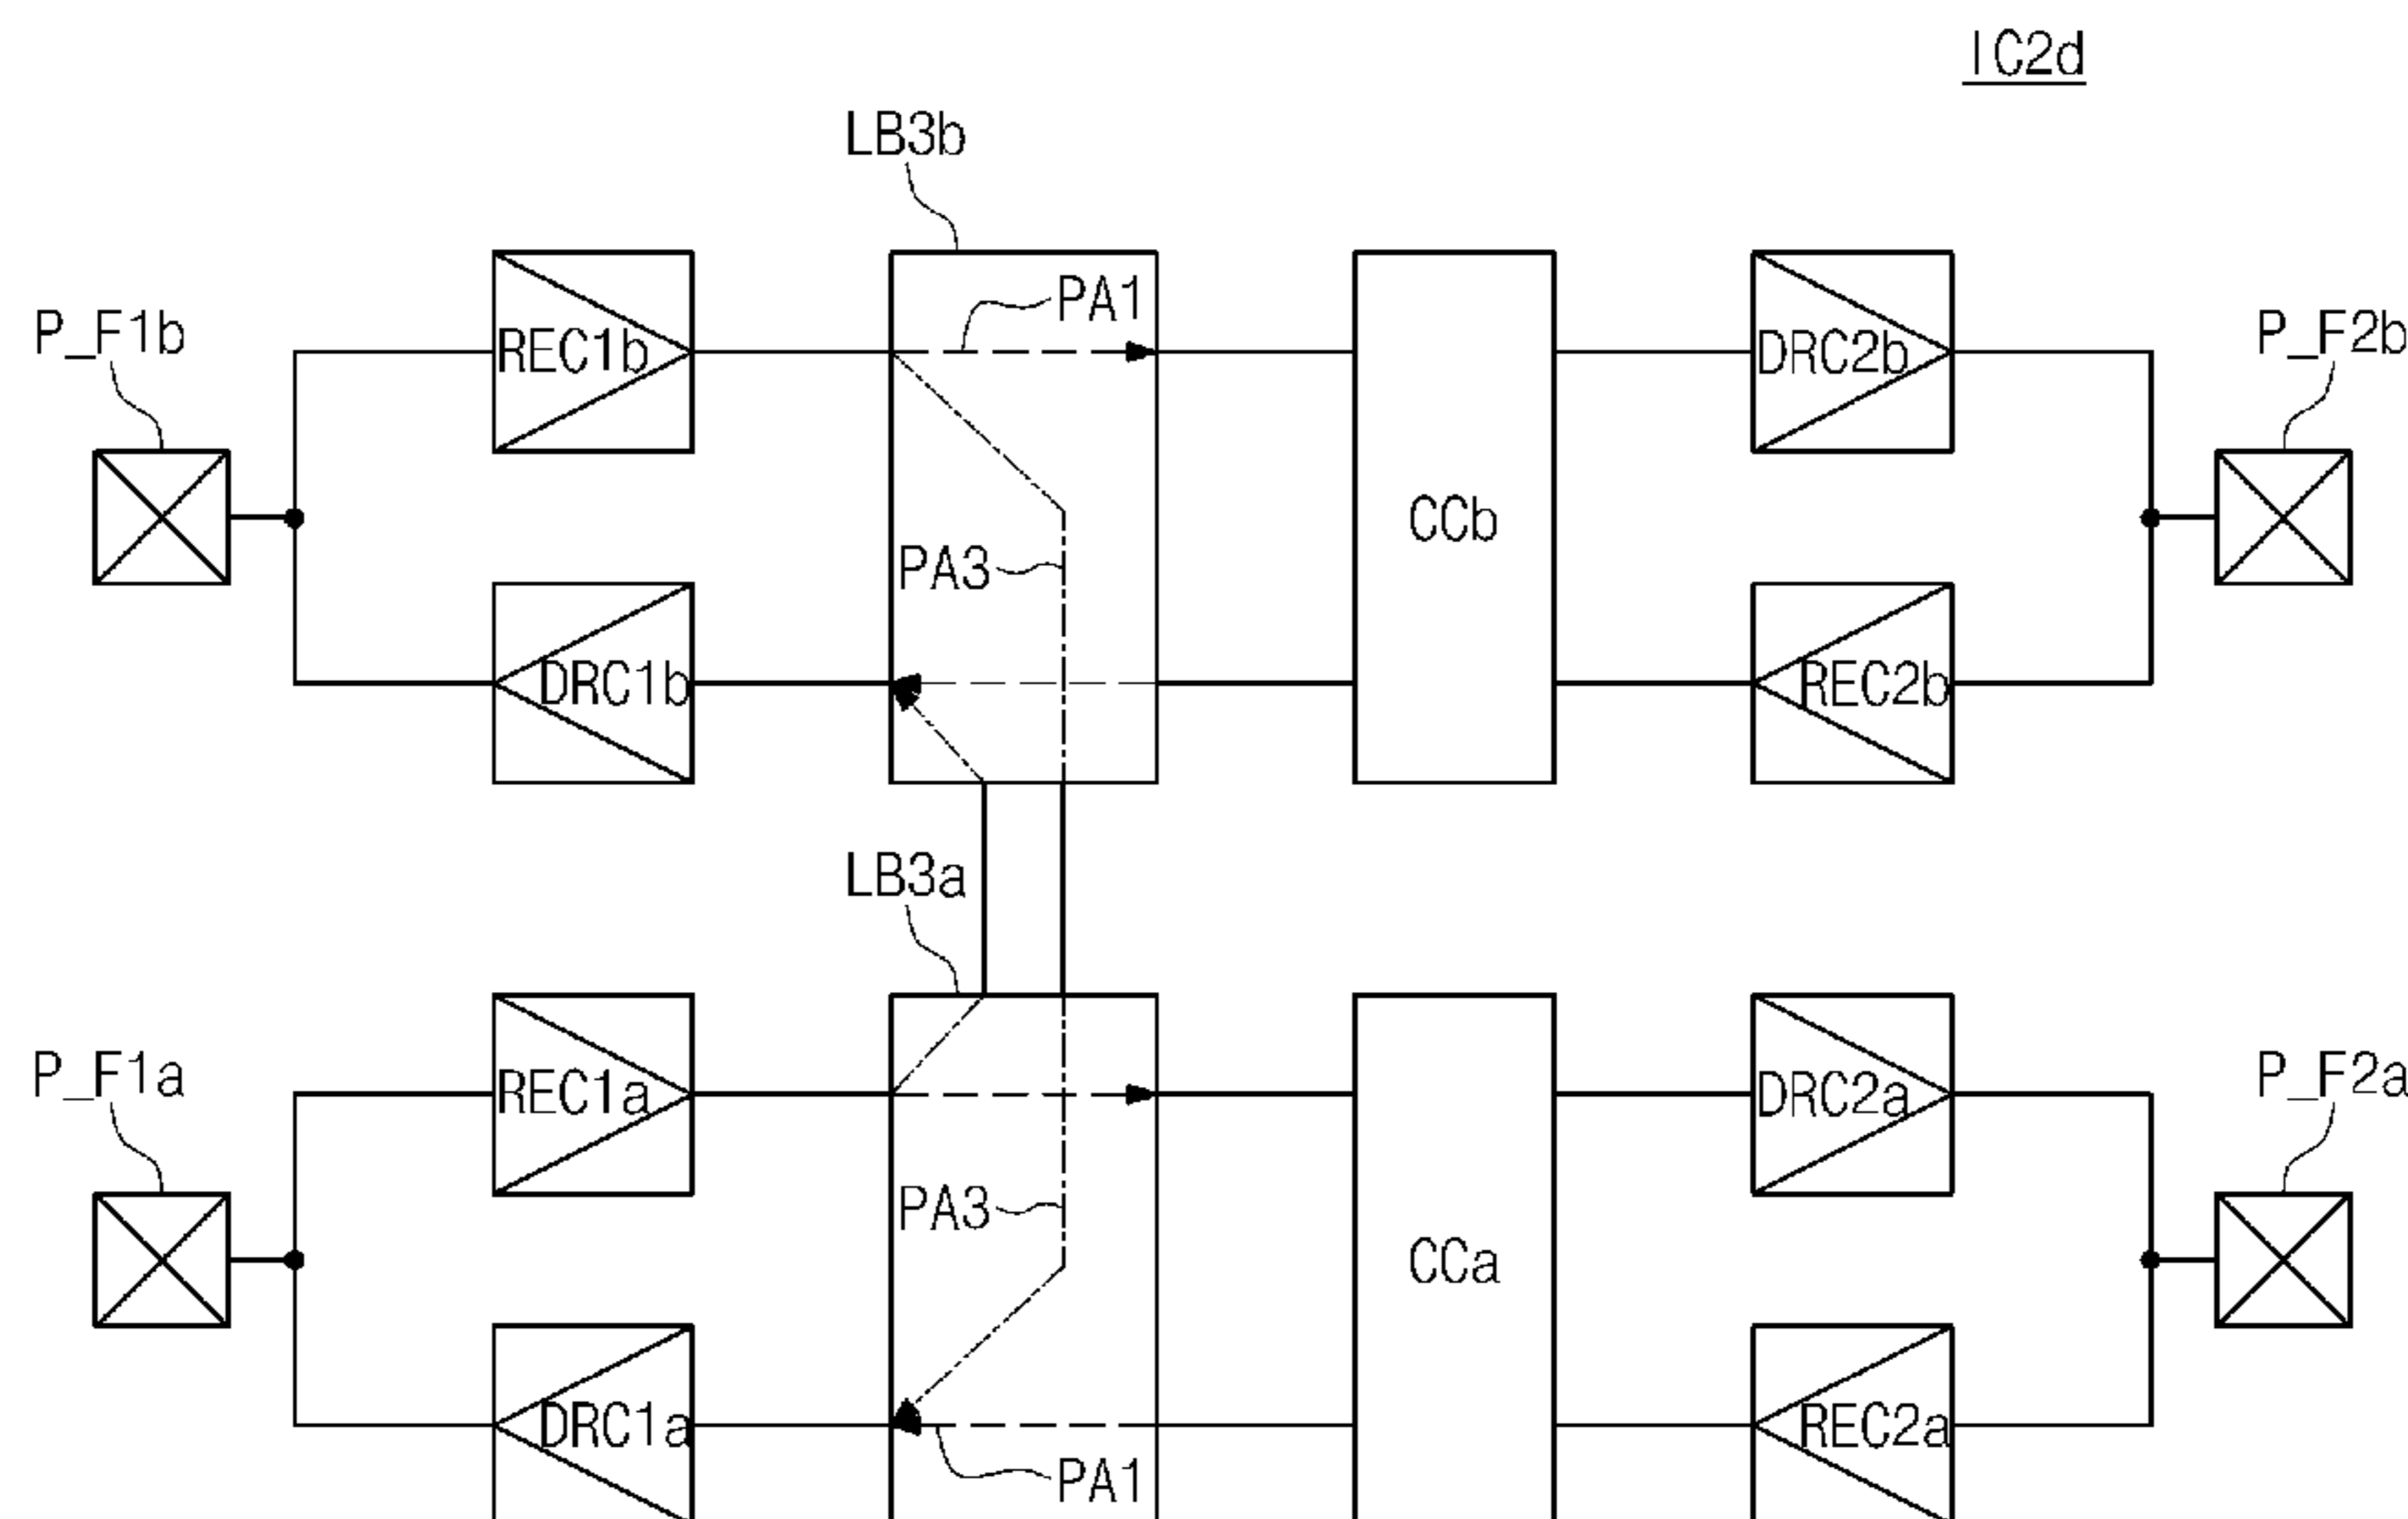 IC2d
LB3b
P_F1b
REC1b
PA1
DRC2b
P_F2b
CCb
PA3
DRC1b
REC2b
LB3a
P_F1a
REC1a
DRC2a
P_F2a
PA3
CCa
DRC1a
REC2a
PA1